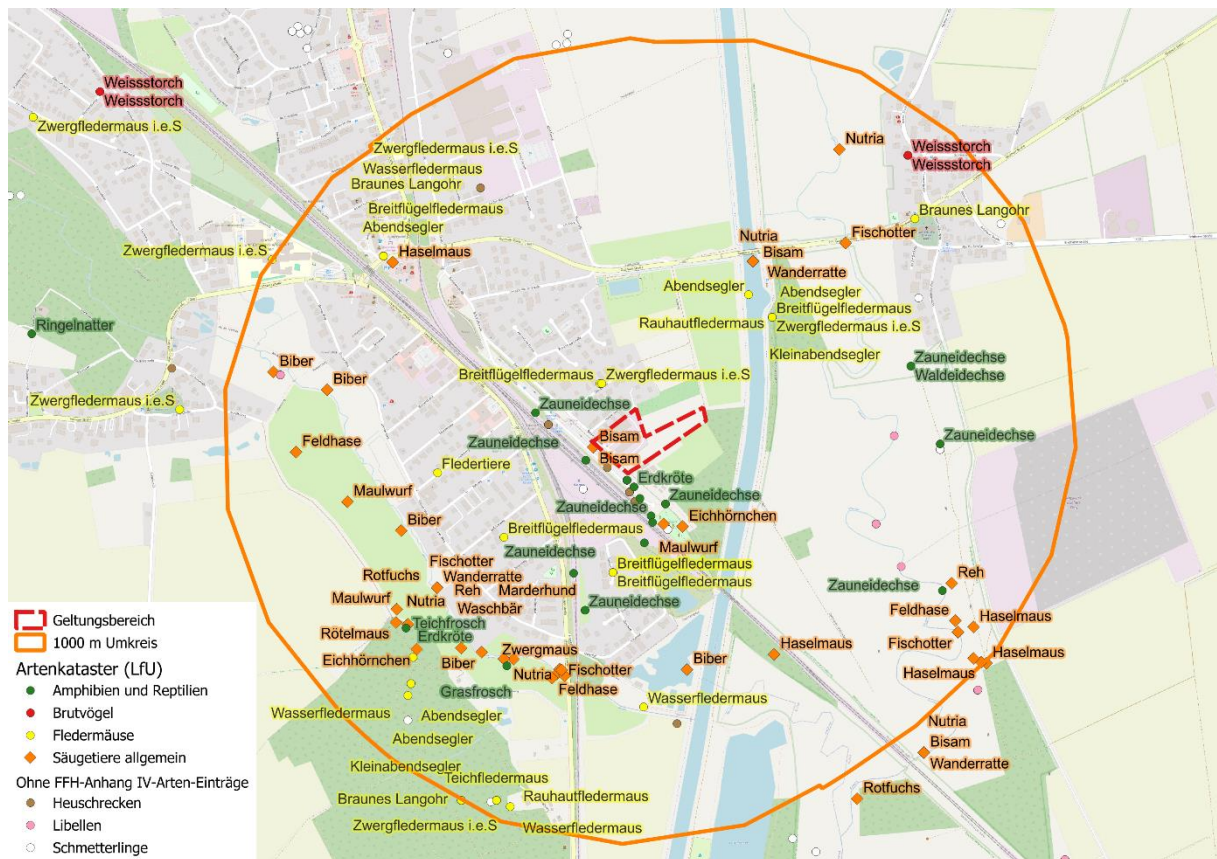 Weissstorch
Weissstorch
Zwergfledermaus i.e.S
Zwergfledermaus i.e.S
Wasserfledermaus
Braunes Langohr
Breitflügelfledermaus
Abendsegler
Haselmaus
Zwergfledermaus i.e.S
Nutria
Weissstorch
Weissstorch
Braunes Langohr
Fischotter
Nutria
Bisam
Wanderratte
Abendsegler
Abendsegler
Breitflügelfledermaus
Rauhautfledermaus
Zwergfledermaus i.e.S
Kleinabendsegler
Ringelnatter
Biber
Biber
Zwergfledermaus i.e.S
Breitflügelfledermaus
Zwergfledermaus i.e.S
Zauneidechse
Waldeidechse
Zauneidechse
Zauneidechse
Bisam
Bisam
Zauneidechse
Feldhase
Fledertiere
Erdkröte
Maulwurf
Zauneidechse
Zauneidechse
Eichhörnchen
Biber
Breitflügelfledermaus
Maulwurf
Zauneidechse
Breitflügelfledermaus
Breitflügelfledermaus
Fischotter
Wanderratte
Rotfuchs
Reh
Marderhund
Maulwurf
Nutria
Waschbär
Zauneidechse
Teichfrosch
Rötelmaus
Erdkröte
Eichhörnchen
Biber
Zwergmaus
Nutria
Fischotter
Feldhase
Grasfrosch
Biber
Haselmaus
Zauneidechse
Reh
Feldhase
Haselmaus
Fischotter
Haselmaus
Haselmaus
Wasserfledermaus
Wasserfledermaus
Abendsegler
Abendsegler
Kleinabendsegler
Teichfledermaus
Braunes Langohr
Rauhautfledermaus
Zwergfledermaus i.e.S
Wasserfledermaus
Nutria
Bisam
Wanderratte
Rotfuchs
Geltungsbereich
1000 m Umkreis
Artenkataster (LfU)
Amphibien und Reptilien
Brutvögel
Fledermäuse
Säugetiere allgemein
Ohne FFH-Anhang IV-Arten-Einträge
Heuschrecken
Libellen
Schmetterlinge